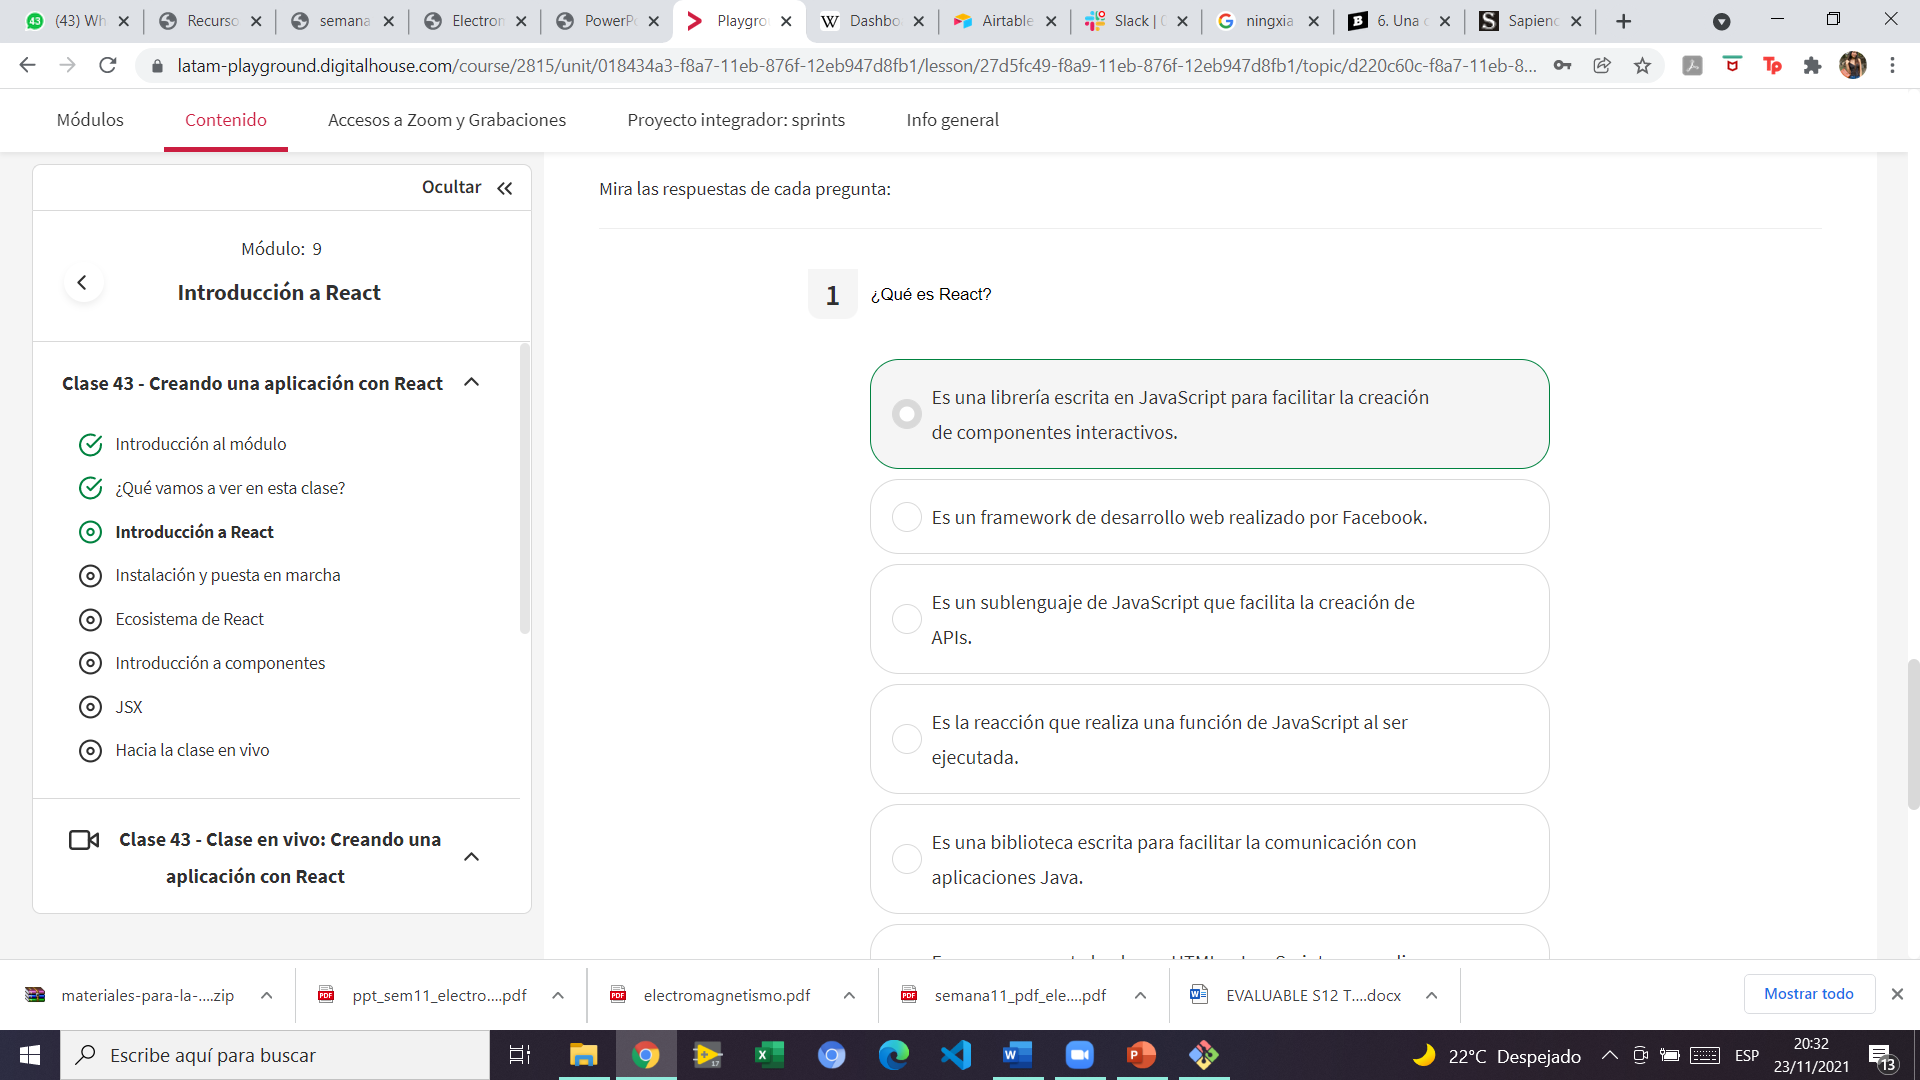 (43) Wh
Recurso
semana
Electron
PowerPo
Playgro
Dashbo
Airtable
Slack |
ningxia
6. Una
Sapien
latam-playground.digitalhouse.com/course/2815/unit/018434a3-f8a7-11eb-876f-12eb947d8fb1/lesson/27d5fc49-f8a9-11eb-876f-12eb947d8fb1/topic/d220c60c-f8a7-11eb-8...
Módulos
Contenido
Accesos a Zoom y Grabaciones
Proyecto integrador: sprints
Info general
Ocultar
Módulo: 9
Introducción a React
Clase 43 - Creando una aplicación con React
Introducción al módulo
¿Qué vamos a ver en esta clase?
Introducción a React
Instalación y puesta en marcha
Ecosistema de React
Introducción a componentes
JSX
Hacia la clase en vivo
Clase 43 - Clase en vivo: Creando una
aplicación con React
Mira las respuestas de cada pregunta:
1
¿Qué es React?
Es una librería escrita en JavaScript para facilitar la creación
de componentes interactivos.
Es un framework de desarrollo web realizado por Facebook.
Es un sublenguaje de JavaScript que facilita la creación de
APIs.
Es la reacción que realiza una función de JavaScript al ser
ejecutada.
Es una biblioteca escrita para facilitar la comunicación con
aplicaciones Java.
materiales-para-la-....zip
ppt_sem11_electro....pdf
electromagnetismo.pdf
semana11_pdf_ele....pdf
EVALUABLE S12 T....docx
Mostrar todo
Escribe aquí para buscar
22°C Despejado
ESP
20:32
23/11/2021
13